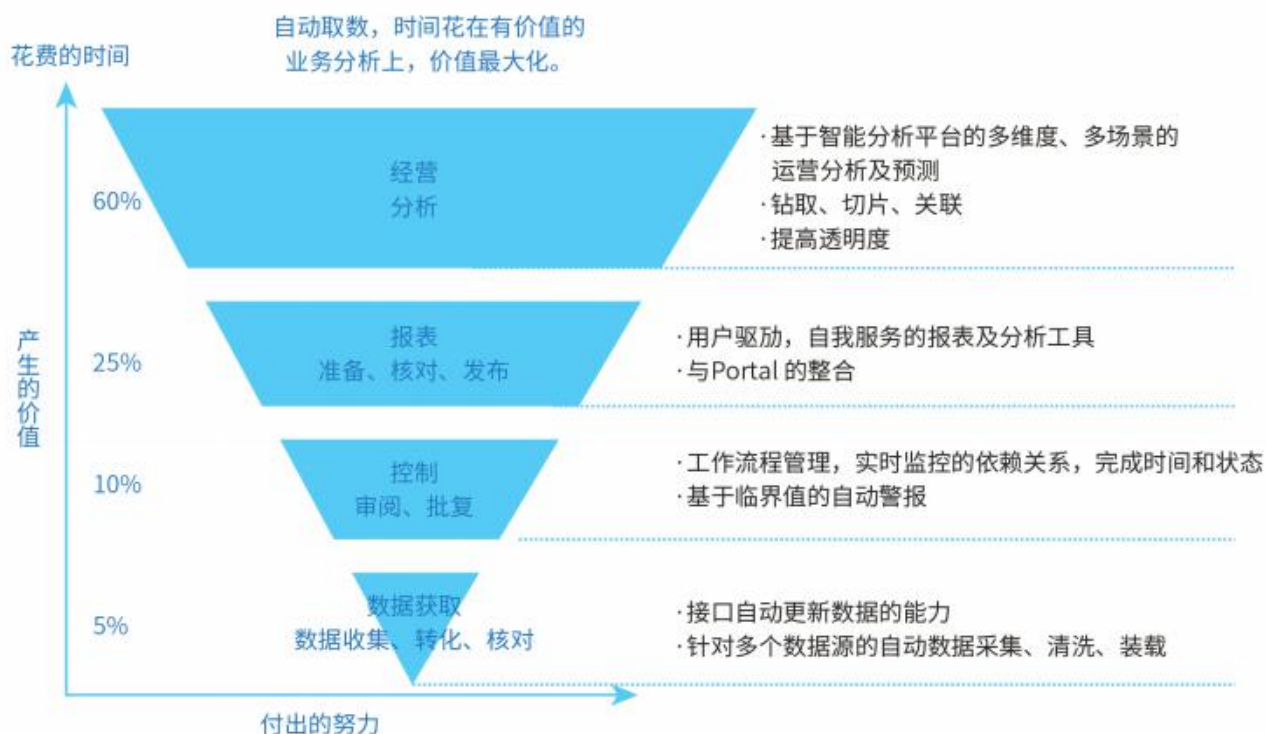 自动取数，时间花在有价值的
业务分析上，价值最大化。
花费的时间
60%
经营
分析
·基于智能分析平台的多维度、多场景的
运营分析及预测
·钻取、切片、关联
·提高透明度
产生的价值
25%
报表
准备、核对、发布
·用户驱励，自我服务的报表及分析工具
·与Portal 的整合
10%
控制
审阅、批复
·工作流程管理，实时监控的依赖关系，完成时间和状态
·基于临界值的自动警报
5%
数据获取
数据收集、转化、核对
·接口自动更新数据的能力
·针对多个数据源的自动数据采集、清洗、装载
付出的努力